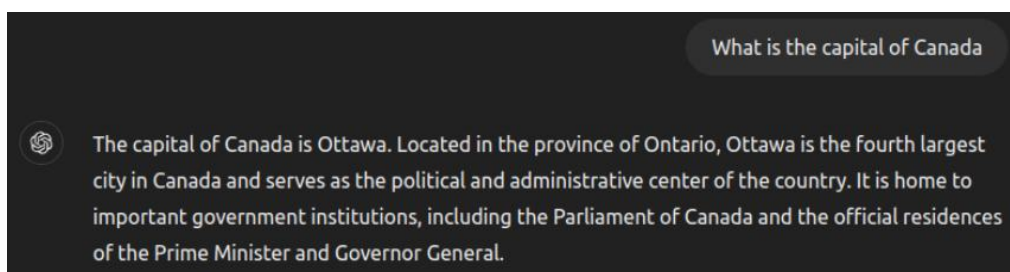 What is the capital of Canada
The capital of Canada is Ottawa. Located in the province of Ontario, Ottawa is the fourth largest
city in Canada and serves as the political and administrative center of the country. It is home to
important government institutions, including the Parliament of Canada and the official residences
of the Prime Minister and Governor General.